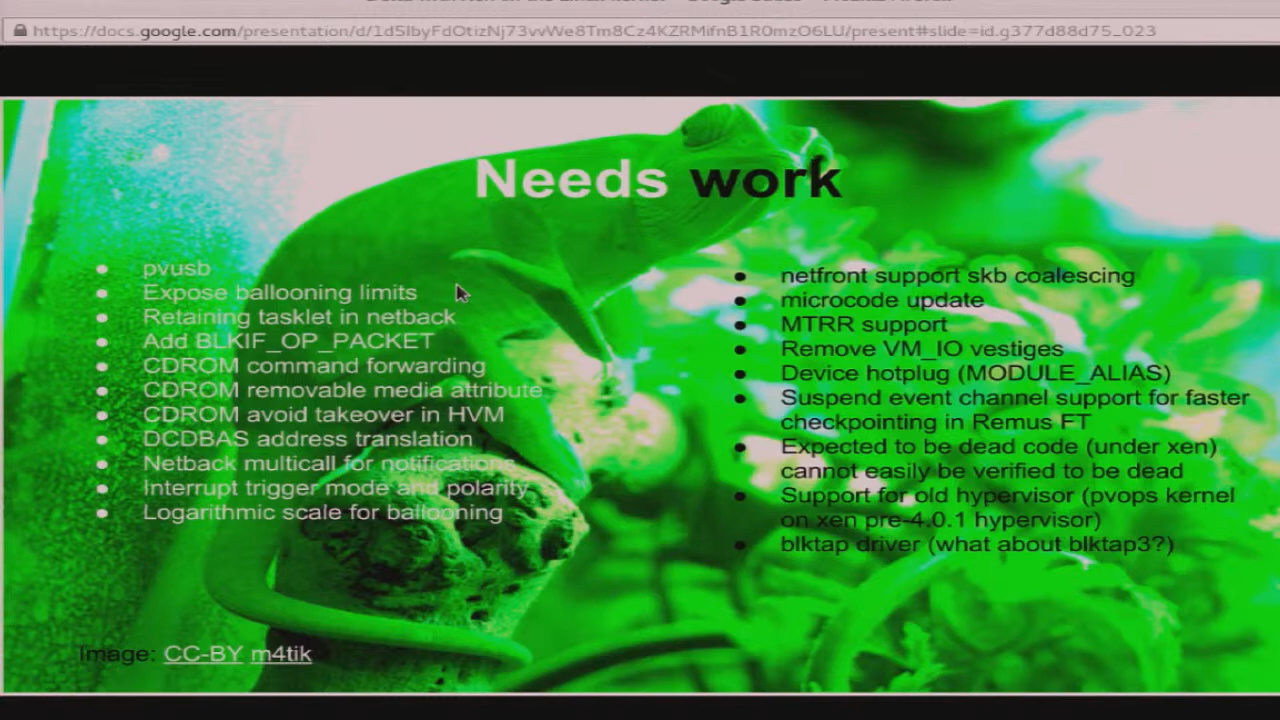 https://docs.google.com/presentation/d/1dSlbyFdOtizNj73vvWe8Tm8Cz4KZRMifnB1R0mzO6LU/present#slide=id.g377d88d75_023
Needs work
pvusb
Expose ballooning limits
Retaining tasklet in netback
Add BLKIF_OP_PACKET
CDROM command forwarding
CDROM removable media attribute
CDROM avoid takeover in HVM
DCDBAS address translation
Netback multicall for notifications
Interrupt trigger mode and polarity
Logarithmic scale for ballooning
netfront support skb coalescing
microcode update
MTRR support
Remove VM_IO vestiges
Device hotplug (MODULE_ALIAS)
Suspend event channel support for faster
checkpointing in Remus FT
Expected to be dead code (under xen)
cannot easily be verified to be dead
Support for old hypervisor (pvops kernel
on xen pre-4.0.1 hypervisor)
blktap driver (what about blktap3?)
Image: CC-BY m4tik